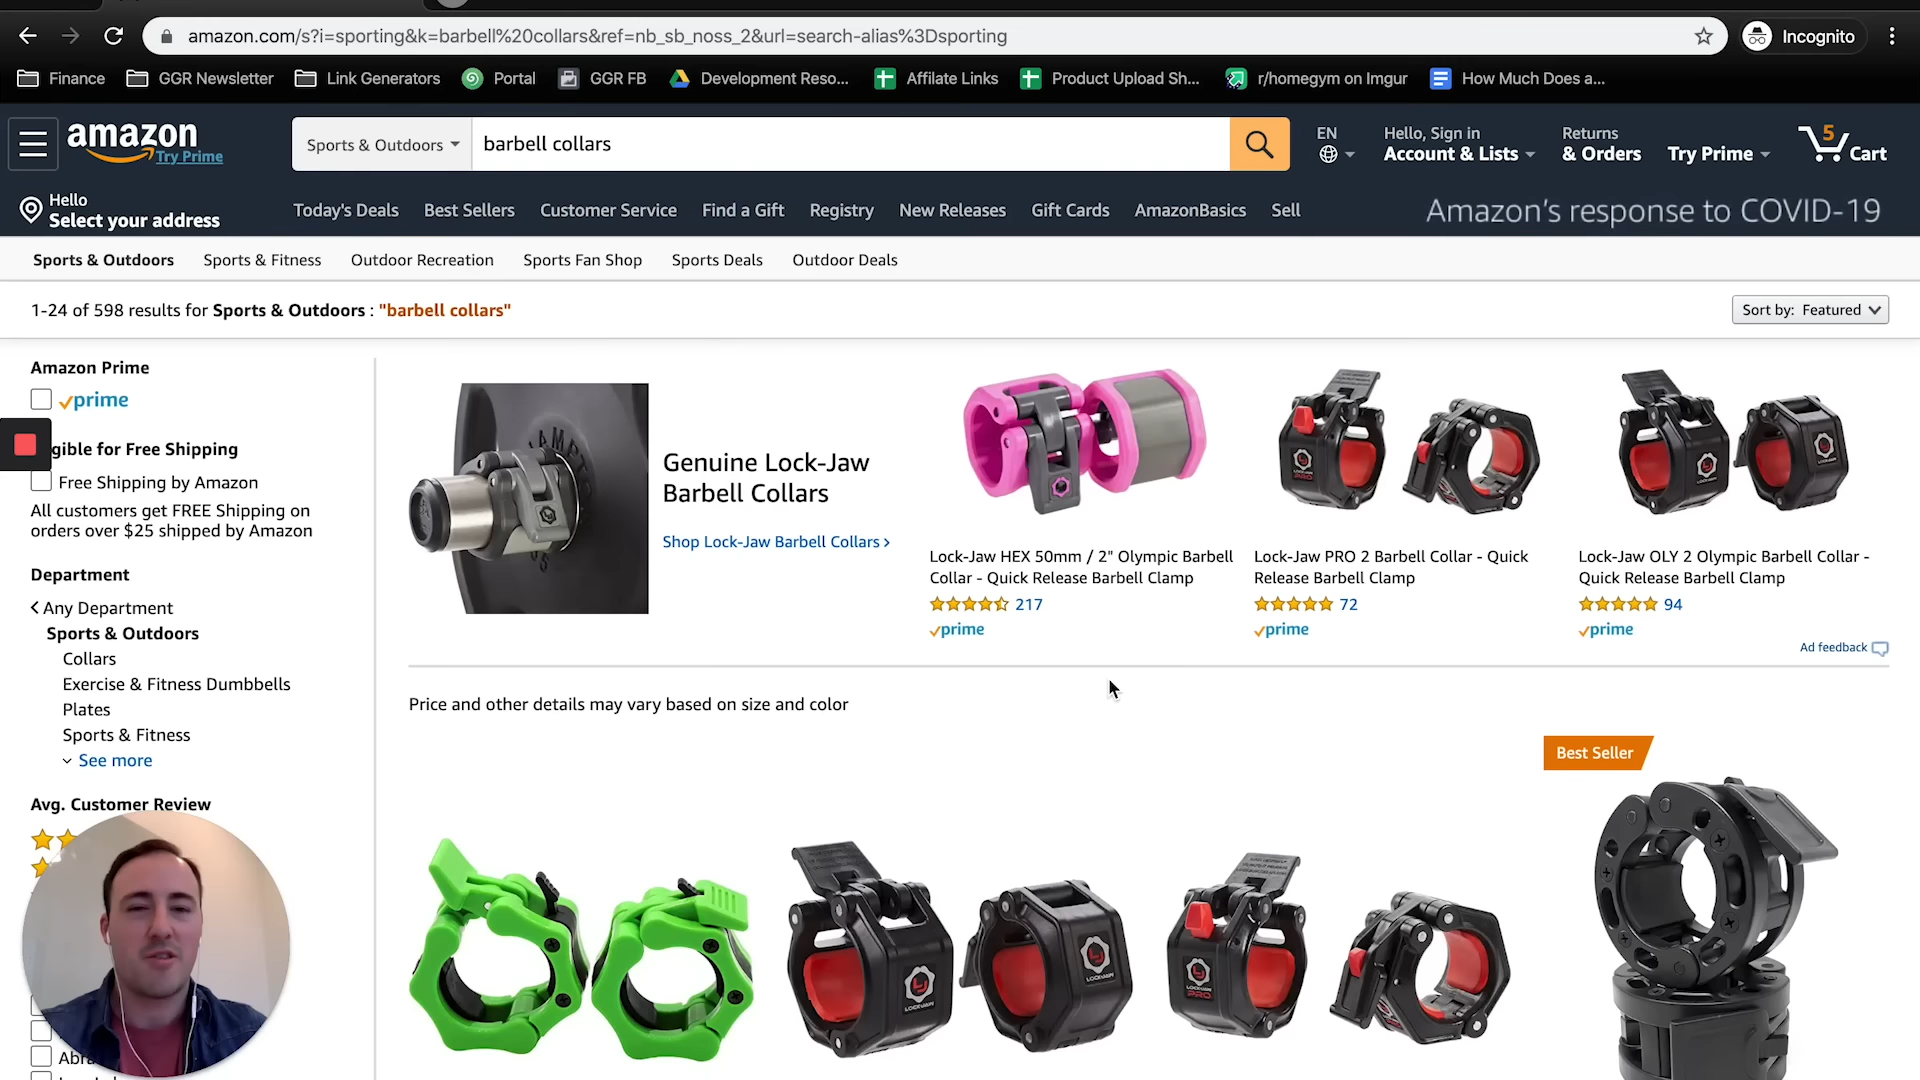 amazon.com/s?i=sporting&k=barbell%20collars&ref=nb_sb_noss_2&url=search-alias%3Dsporting
Incognito
Finance
GGR Newsletter
Link Generators
Portal
GGR FB
Development Reso...
Affilate Links
Product Upload Sh...
r/homegym on Imgur
How Much Does a...
amazon
Try Prime
Sports & Outdoors
barbell collars
EN
Hello, Sign in
Account & Lists
Returns
& Orders
Try Prime
5
Cart
Hello
Select your address
Today's Deals
Best Sellers
Customer Service
Find a Gift
Registry
New Releases
Gift Cards
AmazonBasics
Sell
Amazon's response to COVID-19
Sports & Outdoors
Sports & Fitness
Outdoor Recreation
Sports Fan Shop
Sports Deals
Outdoor Deals
1-24 of 598 results for Sports & Outdoors : "barbell collars"
Sort by: Featured
Amazon Prime
prime
gible for Free Shipping
Free Shipping by Amazon
All customers get FREE Shipping on
orders over $25 shipped by Amazon
Department
Any Department
Sports & Outdoors
Collars
Exercise & Fitness Dumbbells
Plates
Sports & Fitness
See more
Avg. Customer Review
Genuine Lock-Jaw
Barbell Collars
Shop Lock-Jaw Barbell Collars ›
Lock-Jaw HEX 50mm / 2" Olympic Barbell
Collar - Quick Release Barbell Clamp
217
prime
Lock-Jaw PRO 2 Barbell Collar - Quick
Release Barbell Clamp
72
prime
Lock-Jaw OLY 2 Olympic Barbell Collar -
Quick Release Barbell Clamp
94
prime
Ad feedback
Price and other details may vary based on size and color
Best Seller
LOCKJAW
LOCKJAW
LOCKJAW
PRO